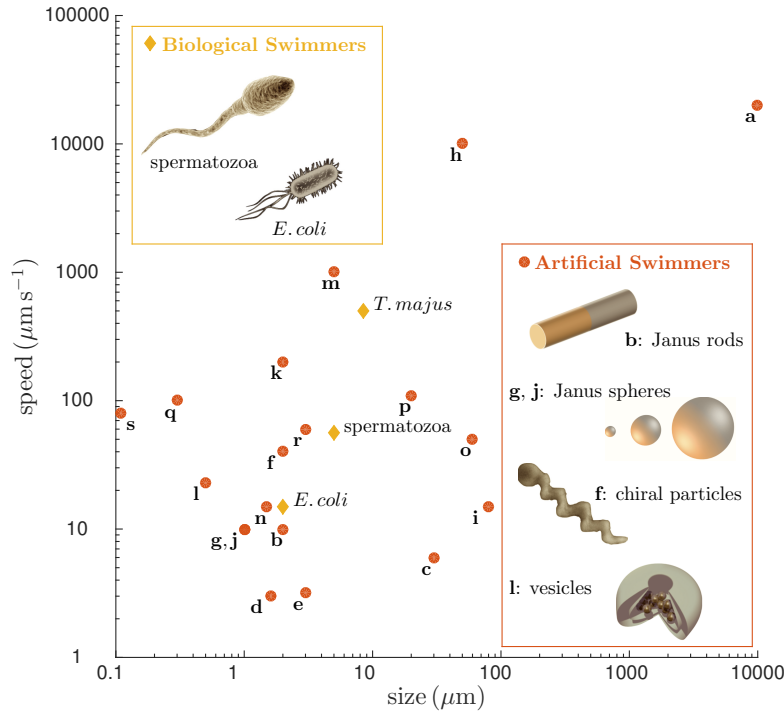 100000
10000
1000
100
10
1
0.1
1
10
100
1000
10000
speed (μm s⁻¹)
size (μm)
Biological Swimmers
spermatozoa
E. coli
Artificial Swimmers
b: Janus rods
g, j: Janus spheres
f: chiral particles
l: vesicles
a
h
m
T. majus
k
s
q
p
r
spermatozoa
o
f
l
n
E. coli
i
g, j
b
c
d
e